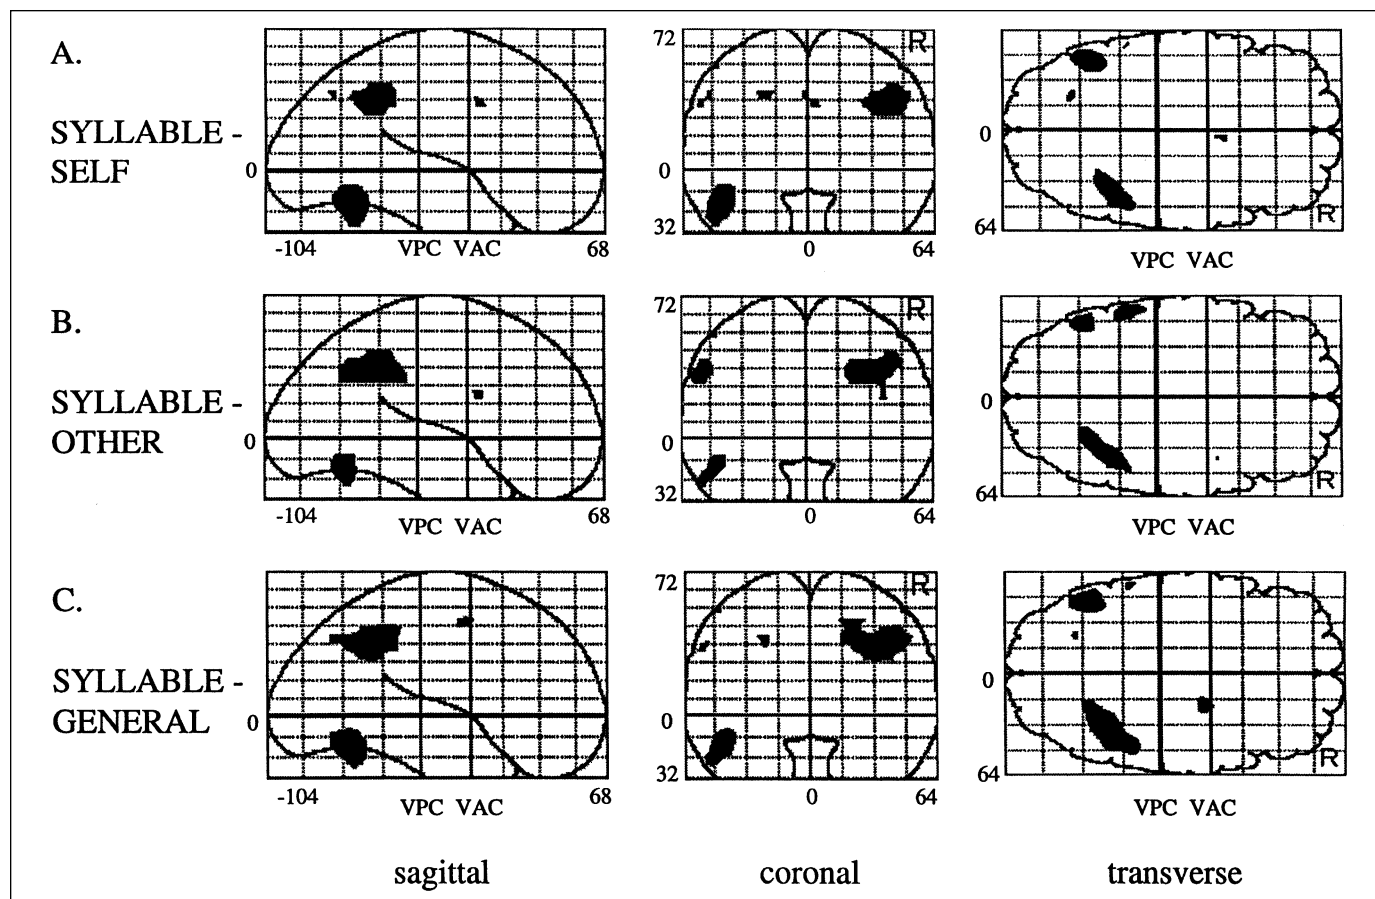 A.
SYLLABLE -
SELF
72
R
0
0
0
32
64
R
-104
VPC VAC
68
0
64
VPC VAC
B.
SYLLABLE -
OTHER
72
R
0
0
0
32
64
R
-104
VPC VAC
68
0
64
VPC VAC
C.
SYLLABLE -
GENERAL
72
R
0
0
0
32
64
R
-104
VPC VAC
68
0
64
VPC VAC
sagittal
coronal
transverse